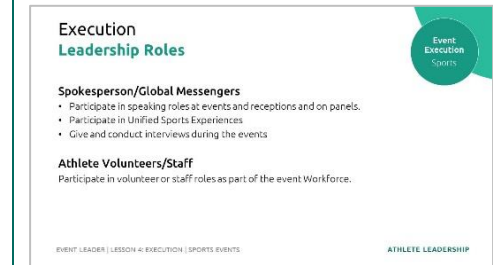 Execution
Leadership Roles
Event
Execution
Sports
Spokesperson/Global Messengers
• Participate in speaking roles at events and receptions and on panels.
• Participate in Unified Sports Experiences
• Give and conduct interviews during the events
Athlete Volunteers/Staff
Participate in volunteer or staff roles as part of the event Workforce.
EVENT LEADER | LESSON 4: EXECUTION | SPORTS EVENTS
ATHLETE LEADERSHIP